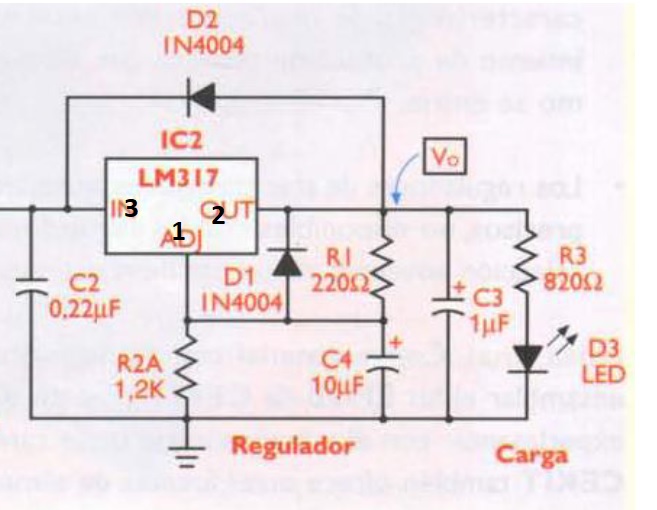 D2
1N4004
IC2
LM317
IN
3
2
OUT
1
ADJ
Vo
C2
0,22µF
D1
1N4004
R1
220Ω
+
C3
1µF
R3
820Ω
R2A
1,2K
+
C4
10µF
D3
LED
Regulador
Carga